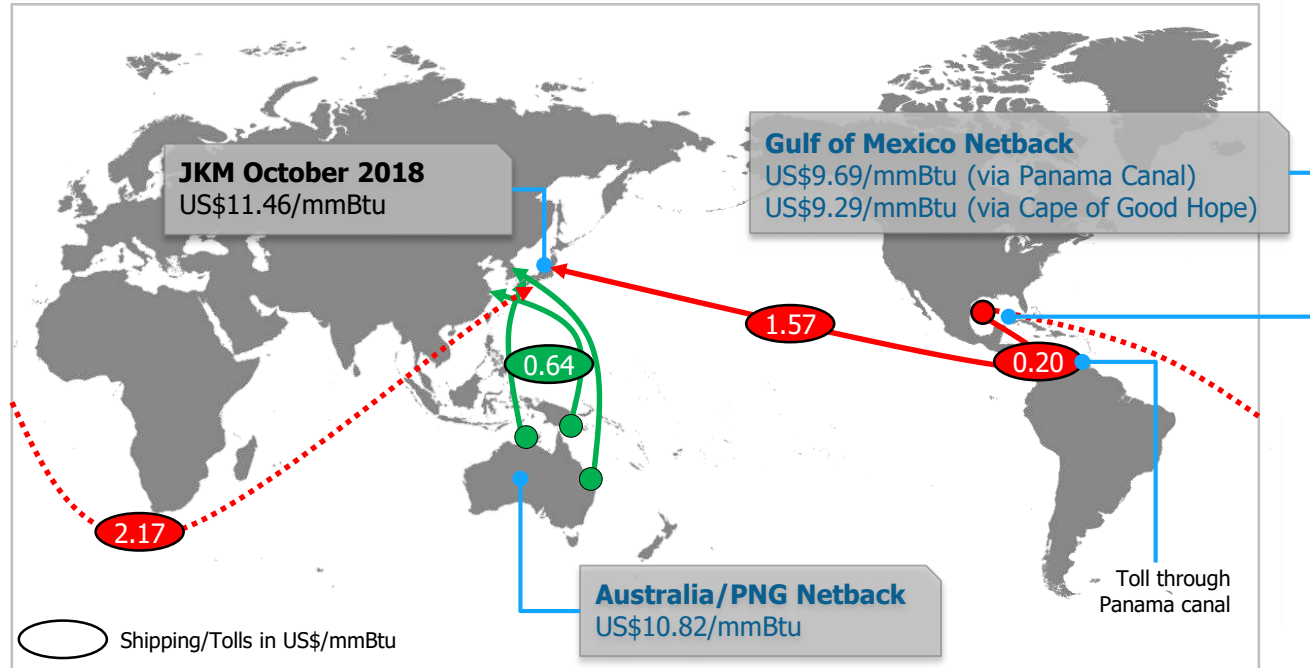 JKM October 2018
US$11.46/mmBtu
Gulf of Mexico Netback
US$9.69/mmBtu (via Panama Canal)
US$9.29/mmBtu (via Cape of Good Hope)
1.57
0.20
0.64
2.17
Toll through
Panama canal
Australia/PNG Netback
US$10.82/mmBtu
Shipping/Tolls in US$/mmBtu